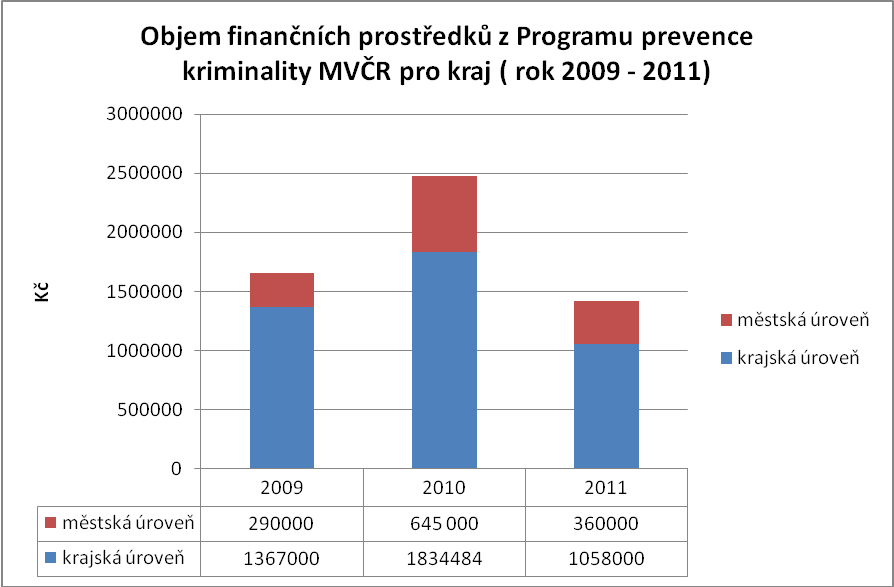 Objem finančních prostředků z Programu prevence
kriminality MVČR pro kraj ( rok 2009 - 2011)
3000000
2500000
2000000
1500000
1000000
500000
0
Kč
městská úroveň
krajská úroveň
2009 2010 2011
městská úroveň 290000 645 000 360000
krajská úroveň 1367000 1834484 1058000